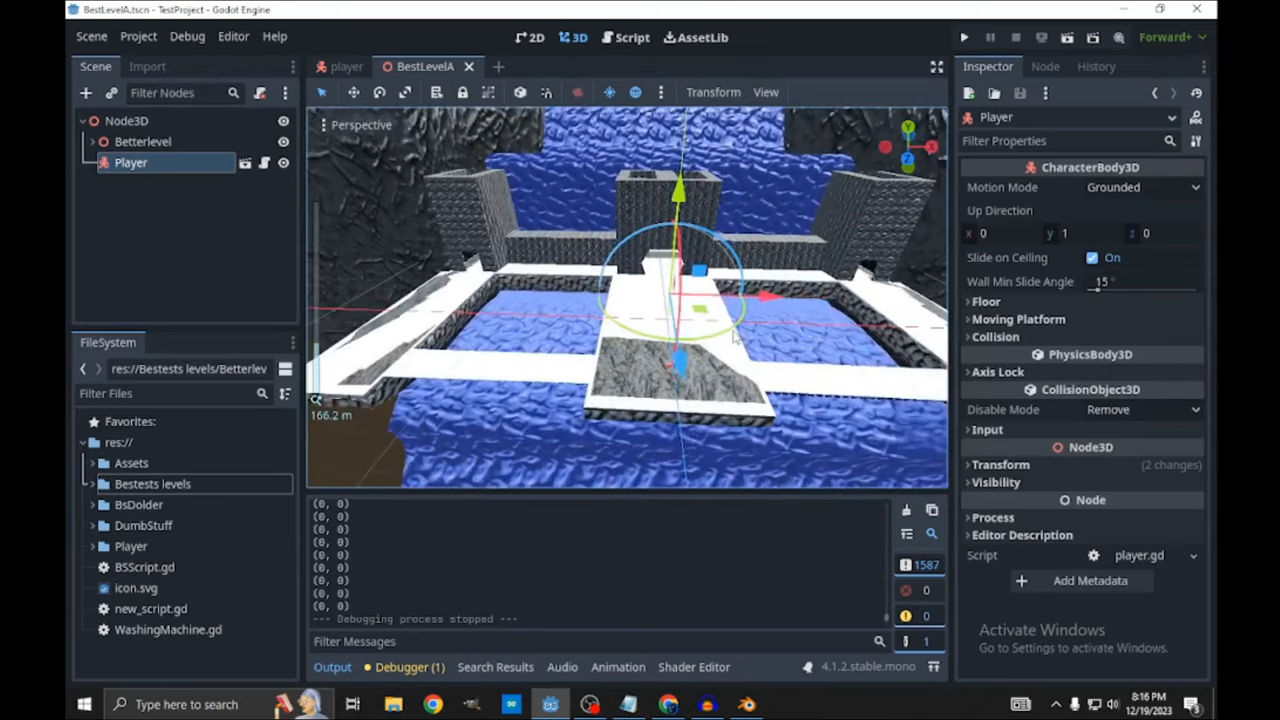 BestLevelA.tscn - TestProject - Godot Engine
Scene Project Debug Editor Help
2D 3D Script AssetLib
Forward+
Scene Import
player BestLevelA
Inspector Node History
Filter Nodes
Transform View
Node3D
Betterlevel
Player
Perspective
Y
X
Z
166.2 m
Player
Filter Properties
CharacterBody3D
Motion Mode Grounded
Up Direction
x 0 y 1 z 0
Slide on Ceiling On
Wall Min Slide Angle 15 °
Floor
Moving Platform
Collision
PhysicsBody3D
Axis Lock
CollisionObject3D
Disable Mode Remove
Input
Node3D
Transform (2 changes)
Visibility
Node
Process
Editor Description
Script player.gd
Add Metadata
Activate Windows
Go to Settings to activate Windows.
FileSystem
res://Bestests levels/Betterlev
Filter Files
Favorites:
res://
Assets
Bestests levels
BsDolder
DumbStuff
Player
BSScript.gd
icon.svg
new_script.gd
WashingMachine.gd
(0, 0)
(0, 0)
(0, 0)
(0, 0)
(0, 0)
(0, 0)
(0, 0)
(0, 0)
(0, 0)
--- Debugging process stopped ---
1587
0
0
1
Filter Messages
Output Debugger (1) Search Results Audio Animation Shader Editor
4.1.2.stable.mono
Type here to search
8:16 PM
12/19/2023
3